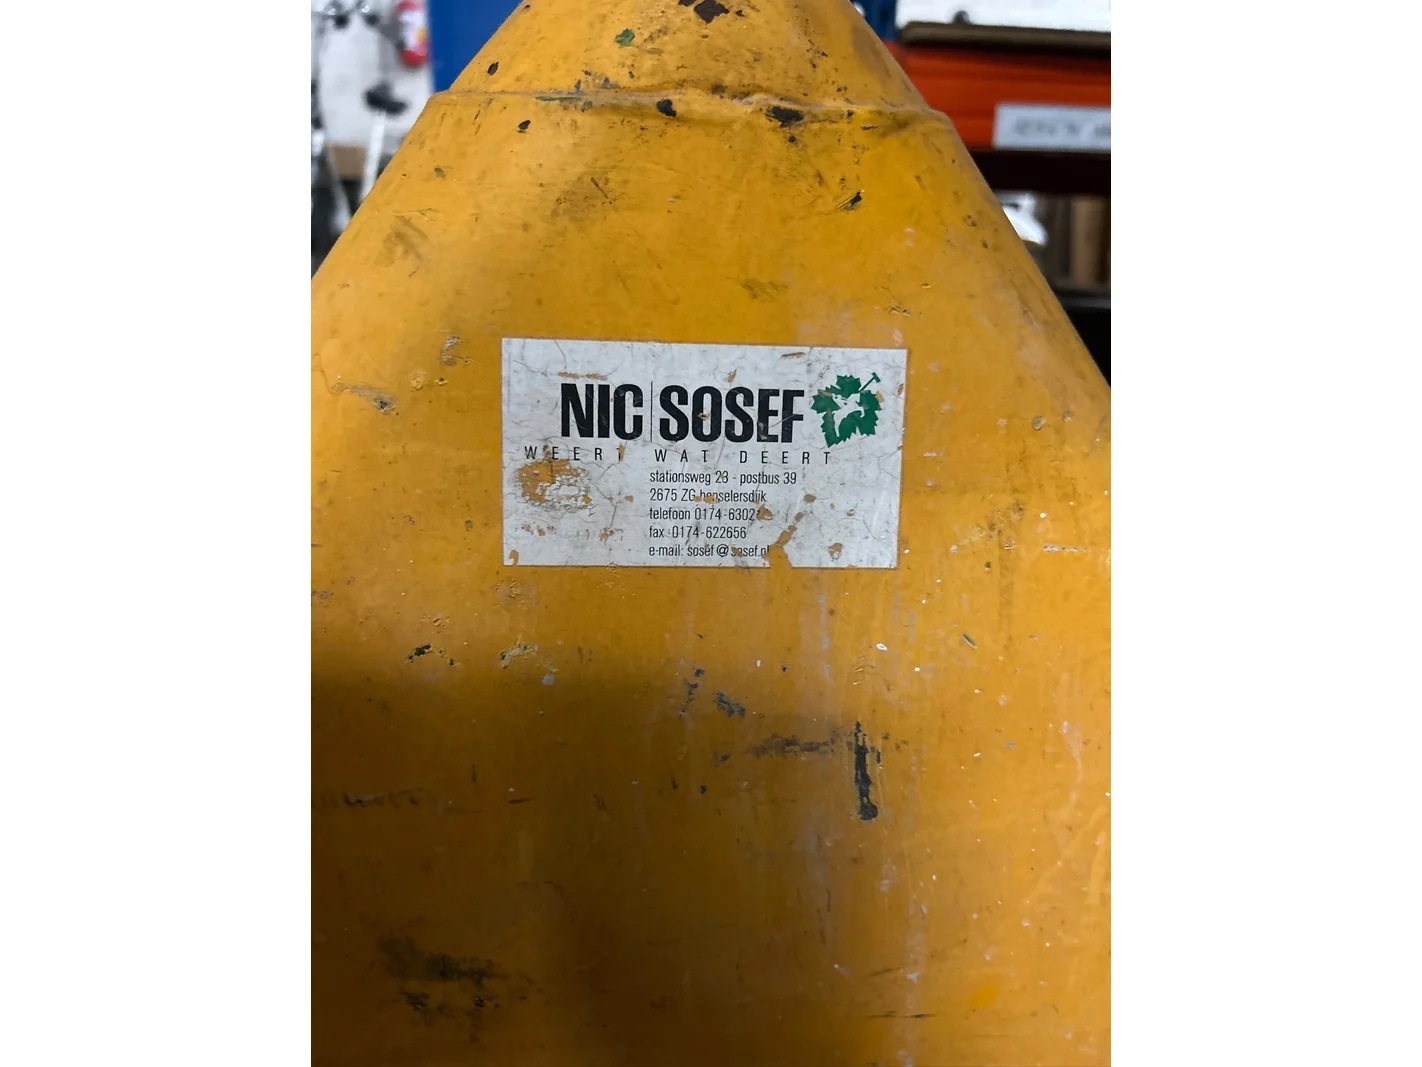 NIC SOSEF
WEERT WAT DEERT
stationsweg 23 - postbus 39
2675 ZG honselersdijk
telefoon 0174-6302
fax 0174-622656
e-mail: sosef@sosef.nl